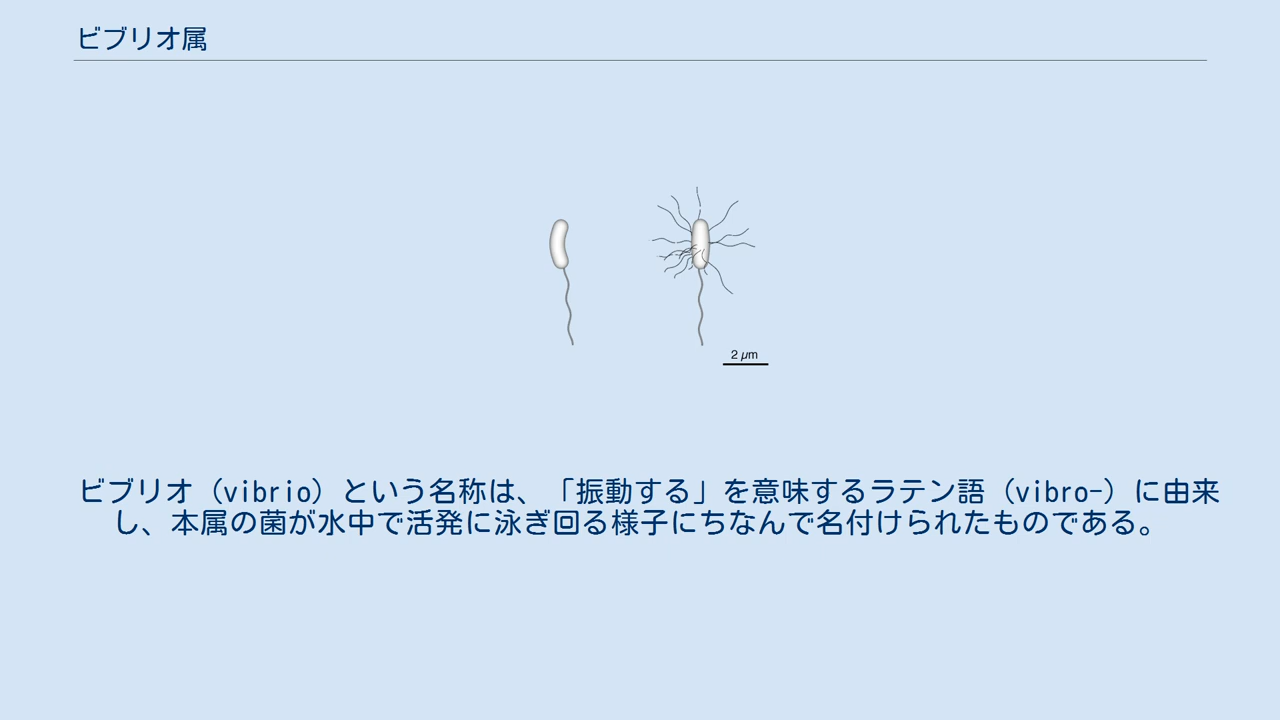 ビブリオ属
2 µm
ビブリオ（vibrio）という名称は、「振動する」を意味するラテン語（vibro-）に由来
し、本属の菌が水中で活発に泳ぎ回る様子にちなんで名付けられたものである。